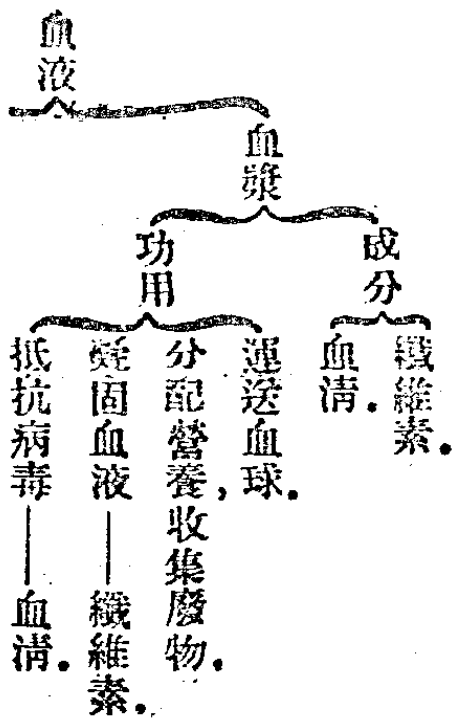 血液
血漿
成分
纖維素．
血清．
功用
運送血球．
分配營養，收集廢物．
凝固血液——纖維素．
抵抗病毒——血清．